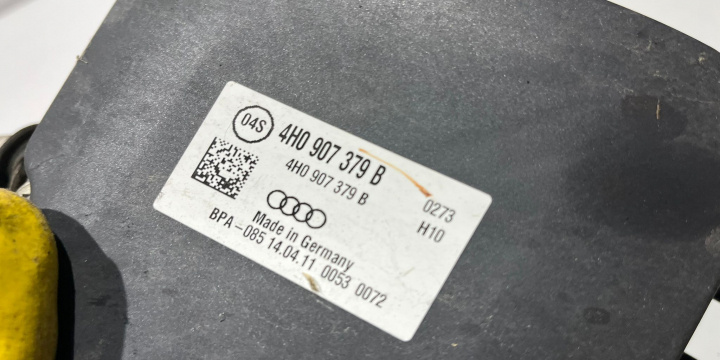 04S
4H0 907 379 B
4H0 907 379 B
0273
H10
Made in Germany
BPA-085 14.04.11 0053 0072